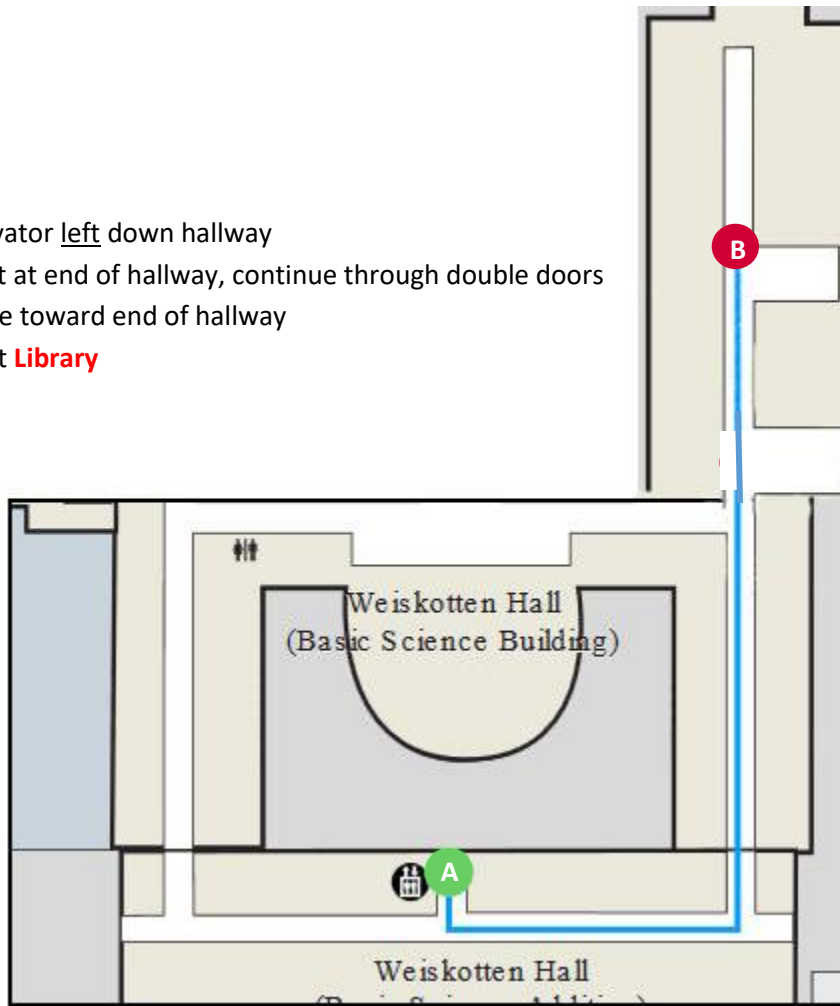 left down hallway
at end of hallway, continue through double doors
toward end of hallway
Library
B
Weiskotten Hall
(Basic Science Building)
A
Weiskotten Hall